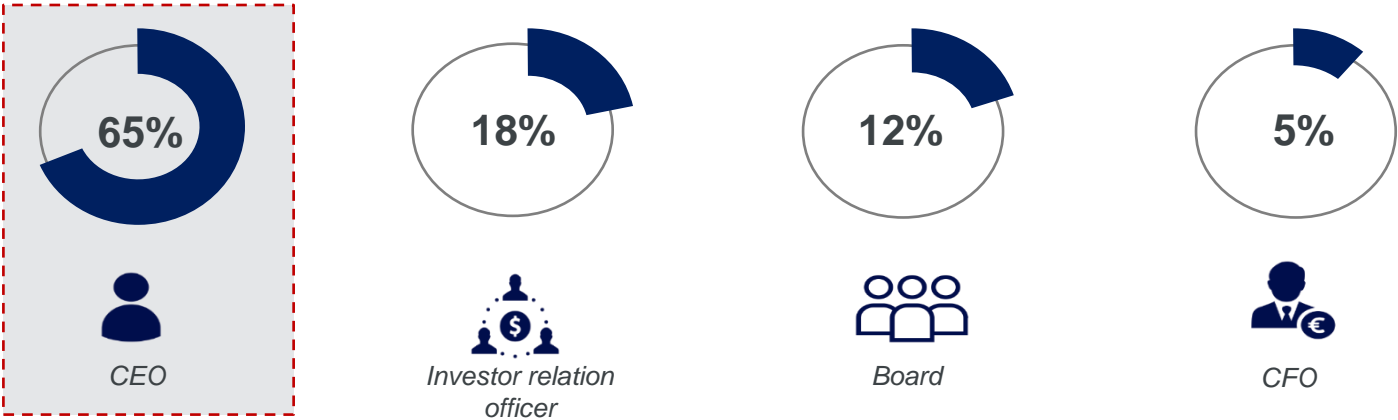 65%
18%
12%
5%
$
€
CEO
Investor relation
officer
Board
CFO